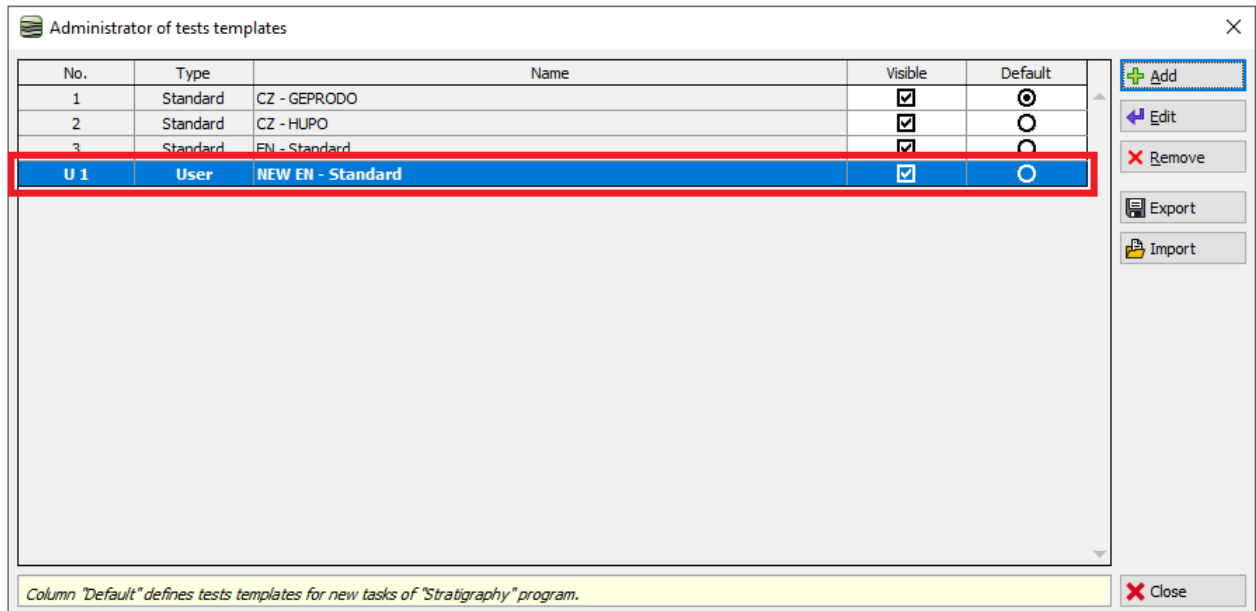 Administrator of tests templates
No. Type Name Visible Default
1 Standard CZ - GEPRODO
2 Standard CZ - HUPO
3 Standard EN - Standard
U 1 User NEW EN - Standard
Add
Edit
Remove
Export
Import
Column "Default" defines tests templates for new tasks of "Stratigraphy" program.
Close